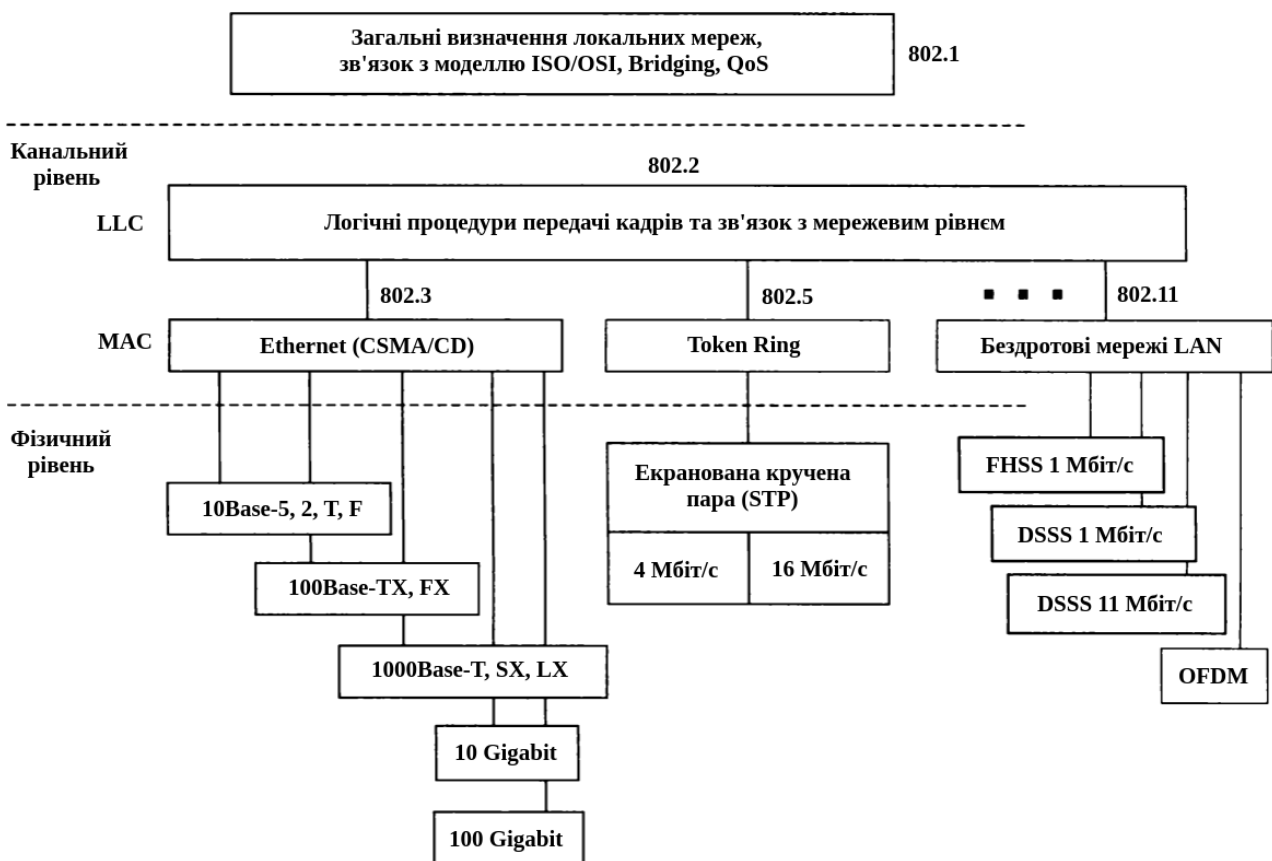 Загальні визначення локальних мереж,
зв'язок з моделлю ISO/OSI, Bridging, QoS
802.1
Канальний
рівень
802.2
LLC
Логічні процедури передачі кадрів та зв'язок з мережевим рівнєм
802.3
802.5
802.11
MAC
Ethernet (CSMA/CD)
Token Ring
Бездротові мережі LAN
Фізичний
рівень
10Base-5, 2, T, F
100Base-TX, FX
1000Base-T, SX, LX
10 Gigabit
100 Gigabit
Екранована кручена
пара (STP)
4 Мбіт/с
16 Мбіт/с
FHSS 1 Мбіт/с
DSSS 1 Мбіт/с
DSSS 11 Мбіт/с
OFDM